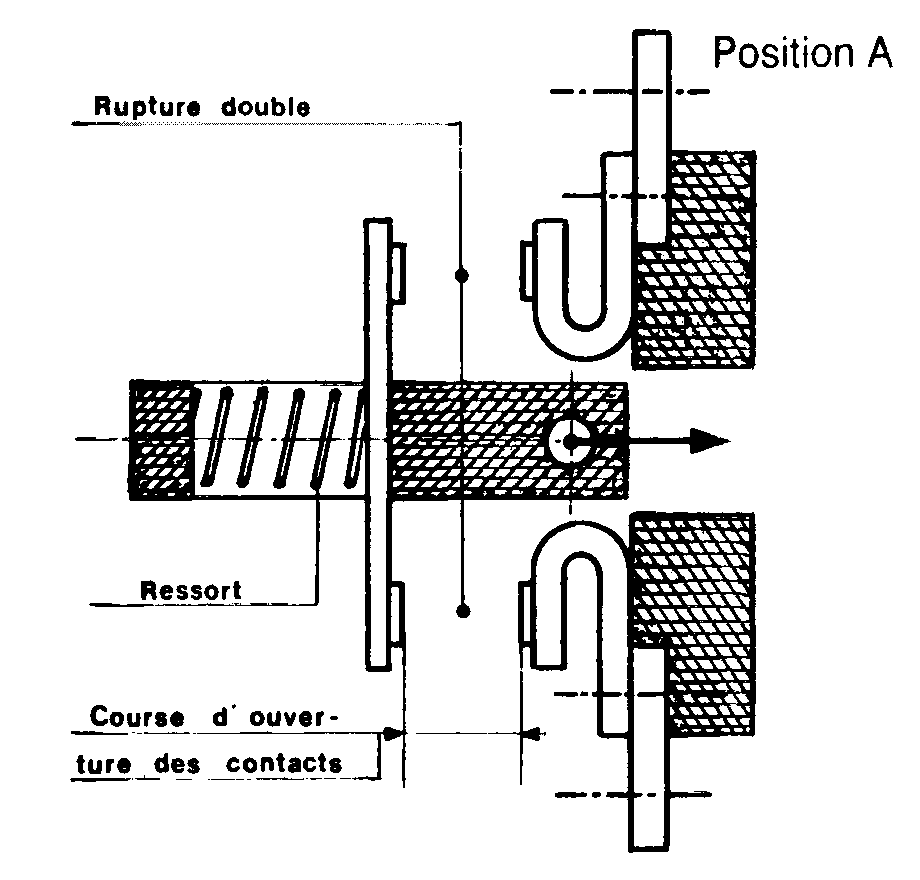 Position A
Rupture double
Ressort
Course d'ouver-
ture des contacts